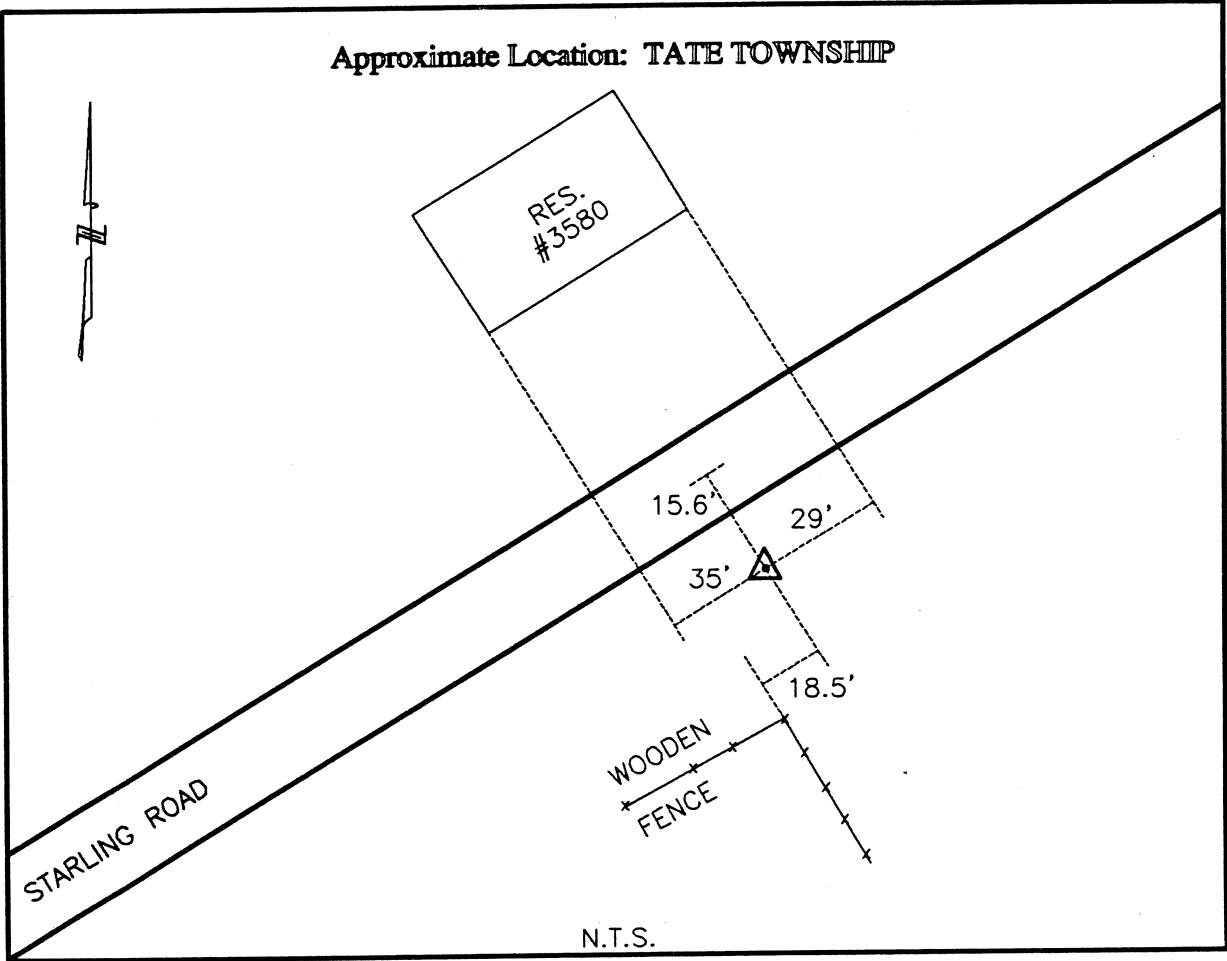 Approximate Location: TATE TOWNSHIP
N
RES.
#3580
15.6'
29'
35'
18.5'
WOODEN
FENCE
STARLING ROAD
N.T.S.